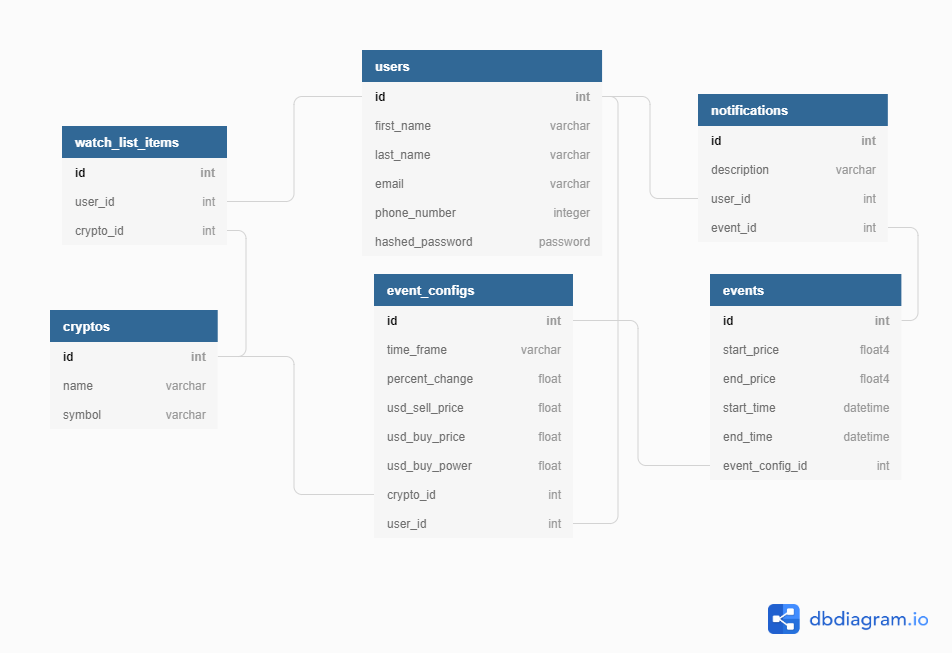 users
id int
first_name varchar
last_name varchar
email varchar
phone_number integer
hashed_password password
notifications
id int
description varchar
user_id int
event_id int
watch_list_items
id int
user_id int
crypto_id int
event_configs
id int
time_frame varchar
percent_change float
usd_sell_price float
usd_buy_price float
usd_buy_power float
crypto_id int
user_id int
events
id int
start_price float4
end_price float4
start_time datetime
end_time datetime
event_config_id int
cryptos
id int
name varchar
symbol varchar
dbdiagram.io